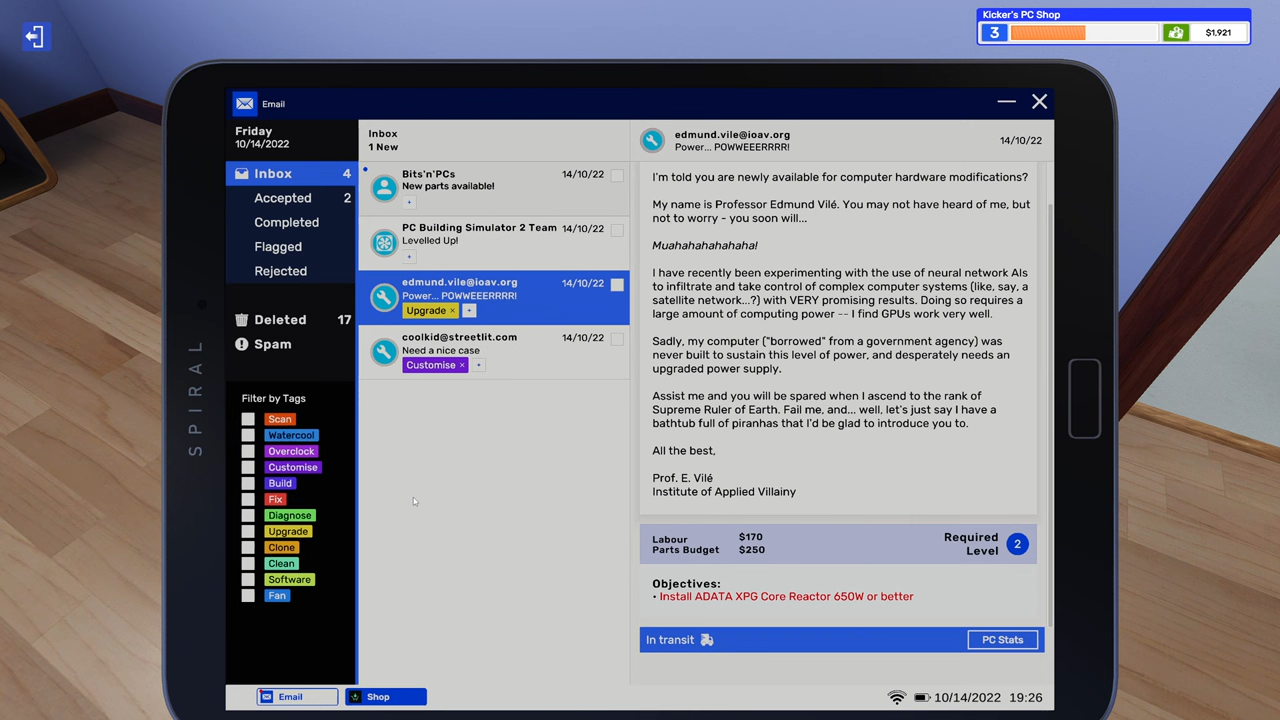 Kicker's PC Shop
3
$1,921
Email
Friday
10/14/2022
Inbox 4
Accepted 2
Completed
Flagged
Rejected
Deleted 17
Spam
Filter by Tags
Scan
Watercool
Overclock
Customise
Build
Fix
Diagnose
Upgrade
Clone
Clean
Software
Fan
Inbox
1 New
Bits'n'PCs 14/10/22
New parts available!
+
PC Building Simulator 2 Team 14/10/22
Levelled Up!
+
edmund.vile@ioav.org 14/10/22
Power... POWWEEERRRR!
Upgrade × +
coolkid@streetlit.com 14/10/22
Need a nice case
Customise × +
edmund.vile@ioav.org 14/10/22
Power... POWWEEERRRR!
I'm told you are newly available for computer hardware modifications?
My name is Professor Edmund Vilé. You may not have heard of me, but
not to worry - you soon will...
Muahahahahahaha!
I have recently been experimenting with the use of neural network AIs
to infiltrate and take control of complex computer systems (like, say, a
satellite network...?) with VERY promising results. Doing so requires a
large amount of computing power -- I find GPUs work very well.
Sadly, my computer ("borrowed" from a government agency) was
never built to sustain this level of power, and desperately needs an
upgraded power supply.
Assist me and you will be spared when I ascend to the rank of
Supreme Ruler of Earth. Fail me, and... well, let's just say I have a
bathtub full of piranhas that I'd be glad to introduce you to.
All the best,
Prof. E. Vilé
Institute of Applied Villainy
Labour $170
Parts Budget $250
Required
Level 2
Objectives:
• Install ADATA XPG Core Reactor 650W or better
In transit
PC Stats
Email
Shop
10/14/2022 19:26
SPIRAL